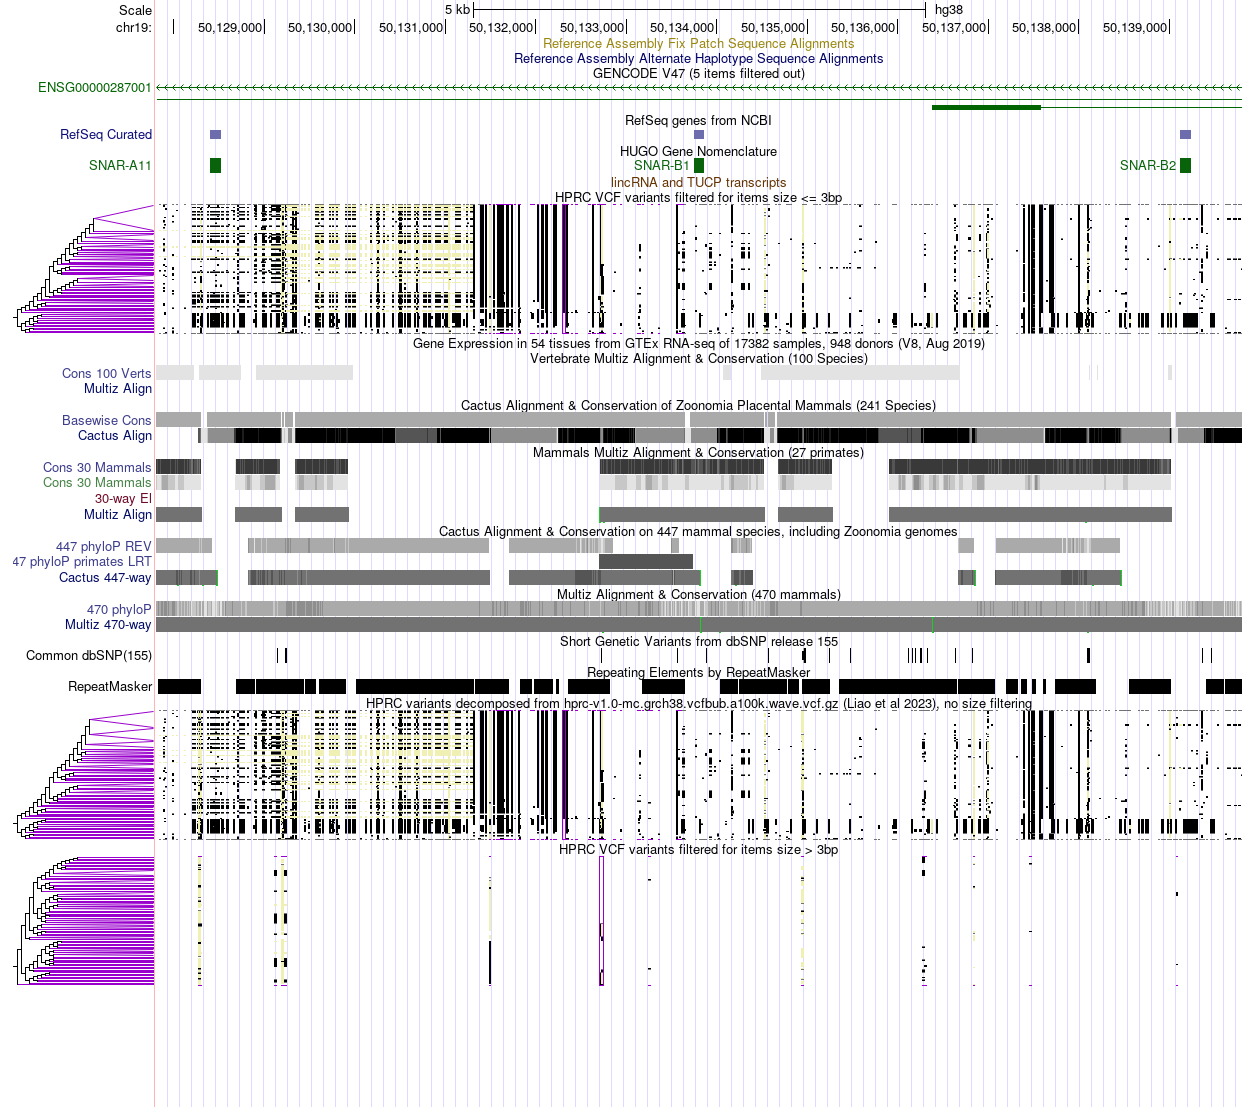 Scale 5 kb hg38
chr19: 50,129,000 50,130,000 50,131,000 50,132,000 50,133,000 50,134,000 50,135,000 50,136,000 50,137,000 50,138,000 50,139,000
Reference Assembly Fix Patch Sequence Alignments
Reference Assembly Alternate Haplotype Sequence Alignments
GENCODE V47 (5 items filtered out)
ENSG00000287001
RefSeq genes from NCBI
RefSeq Curated
HUGO Gene Nomenclature
SNAR-A11 SNAR-B1 SNAR-B2
lincRNA and TUCP transcripts
HPRC VCF variants filtered for items size <= 3bp
Gene Expression in 54 tissues from GTEx RNA-seq of 17382 samples, 948 donors (V8, Aug 2019)
Vertebrate Multiz Alignment & Conservation (100 Species)
Cons 100 Verts
Multiz Align
Cactus Alignment & Conservation of Zoonomia Placental Mammals (241 Species)
Basewise Cons
Cactus Align
Mammals Multiz Alignment & Conservation (27 primates)
Cons 30 Mammals
Cons 30 Mammals
30-way El
Multiz Align
Cactus Alignment & Conservation on 447 mammal species, including Zoonomia genomes
447 phyloP REV
47 phyloP primates LRT
Cactus 447-way
Multiz Alignment & Conservation (470 mammals)
470 phyloP
Multiz 470-way
Short Genetic Variants from dbSNP release 155
Common dbSNP(155)
Repeating Elements by RepeatMasker
RepeatMasker
HPRC variants decomposed from hprc-v1.0-mc.grch38.vcfbub.a100k.wave.vcf.gz (Liao et al 2023), no size filtering
HPRC VCF variants filtered for items size > 3bp